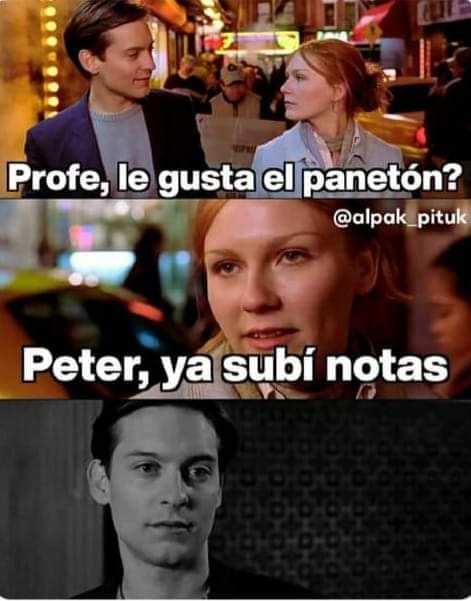 Profe, le gusta el panetón?
@alpak_pituk
Peter, ya subí notas